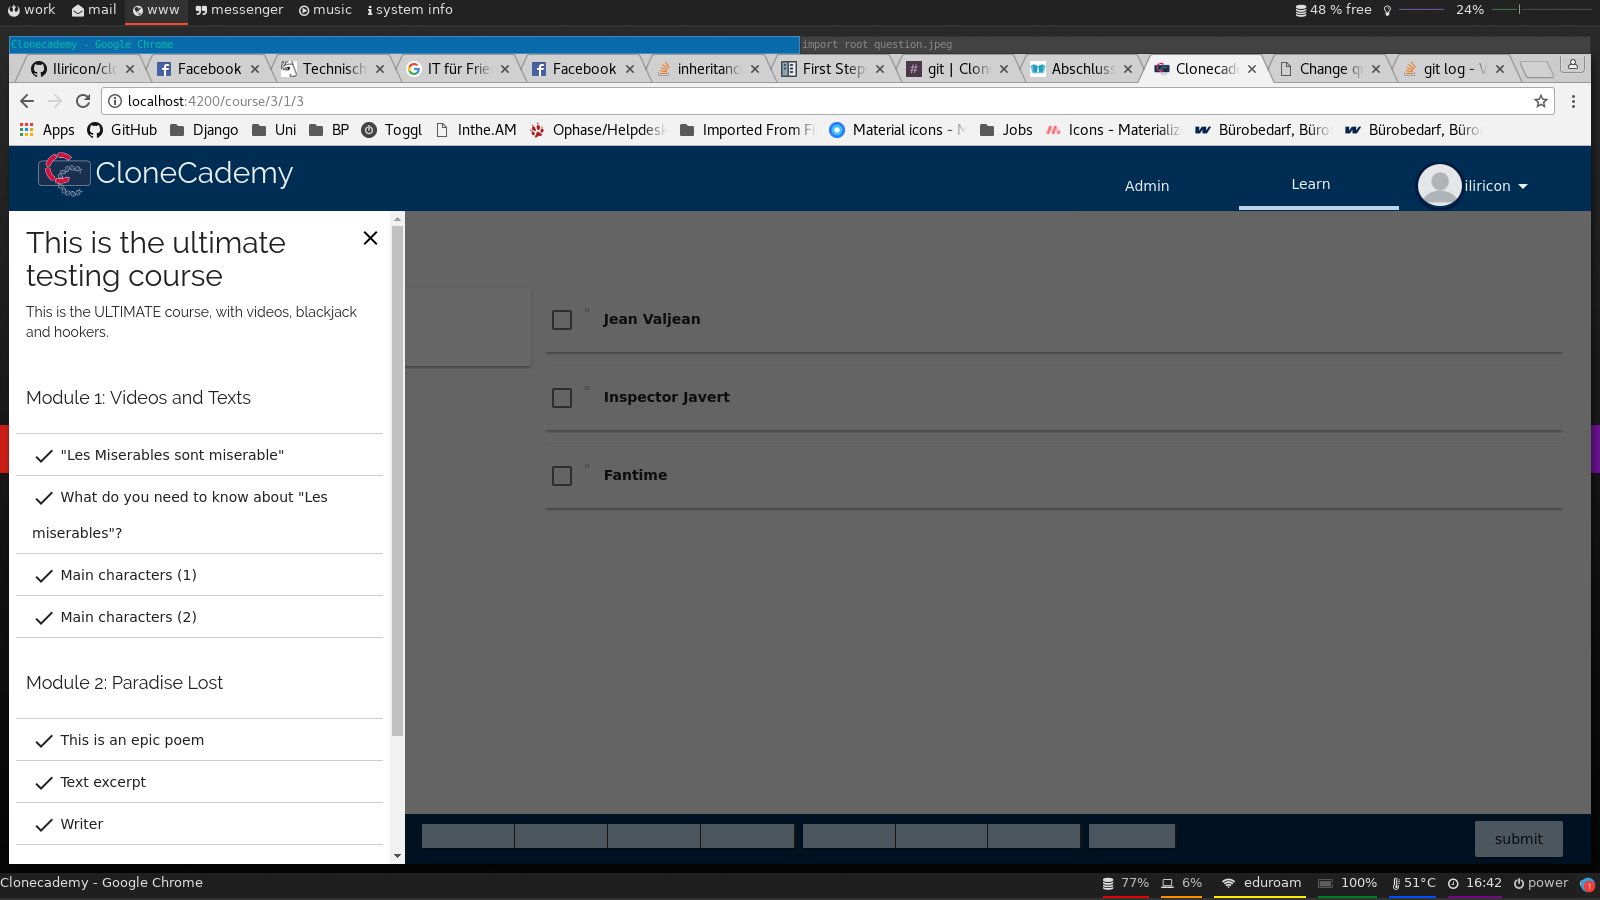 work mail www messenger music system info 48 % free 24%
Clonecademy - Google Chrome import root question.jpeg
Iliricon/clo Facebook Technisch IT für Frie Facebook inheritanc First Step git | Clon Abschluss Clonecad Change q git log - V
localhost:4200/course/3/1/3
Apps GitHub Django Uni BP Toggl Inthe.AM Ophase/Helpdesk Imported From Fi Material icons - M Jobs Icons - Materializ Bürobedarf, Büro Bürobedarf, Büro
CloneCademy
Admin Learn iliricon
This is the ultimate
testing course
This is the ULTIMATE course, with videos, blackjack
and hookers.
Module 1: Videos and Texts
"Les Miserables sont miserable"
What do you need to know about "Les
miserables"?
Main characters (1)
Main characters (2)
Module 2: Paradise Lost
This is an epic poem
Text excerpt
Writer
Jean Valjean
Inspector Javert
Fantime
submit
Clonecademy - Google Chrome 77% 6% eduroam 100% 51°C 16:42 power 1